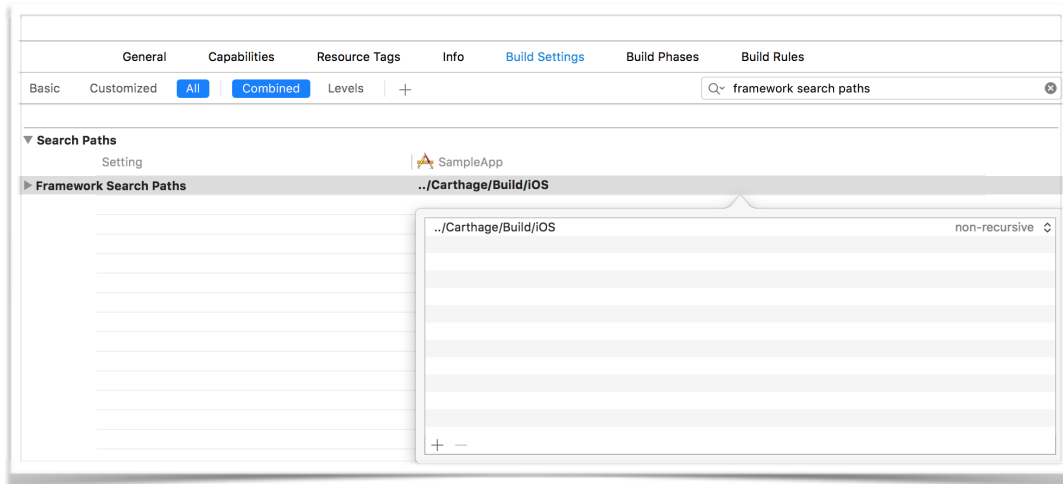 General Capabilities Resource Tags Info Build Settings Build Phases Build Rules
Basic Customized All Combined Levels + framework search paths
Search Paths
Setting SampleApp
Framework Search Paths ../Carthage/Build/iOS
../Carthage/Build/iOS non-recursive
+ −